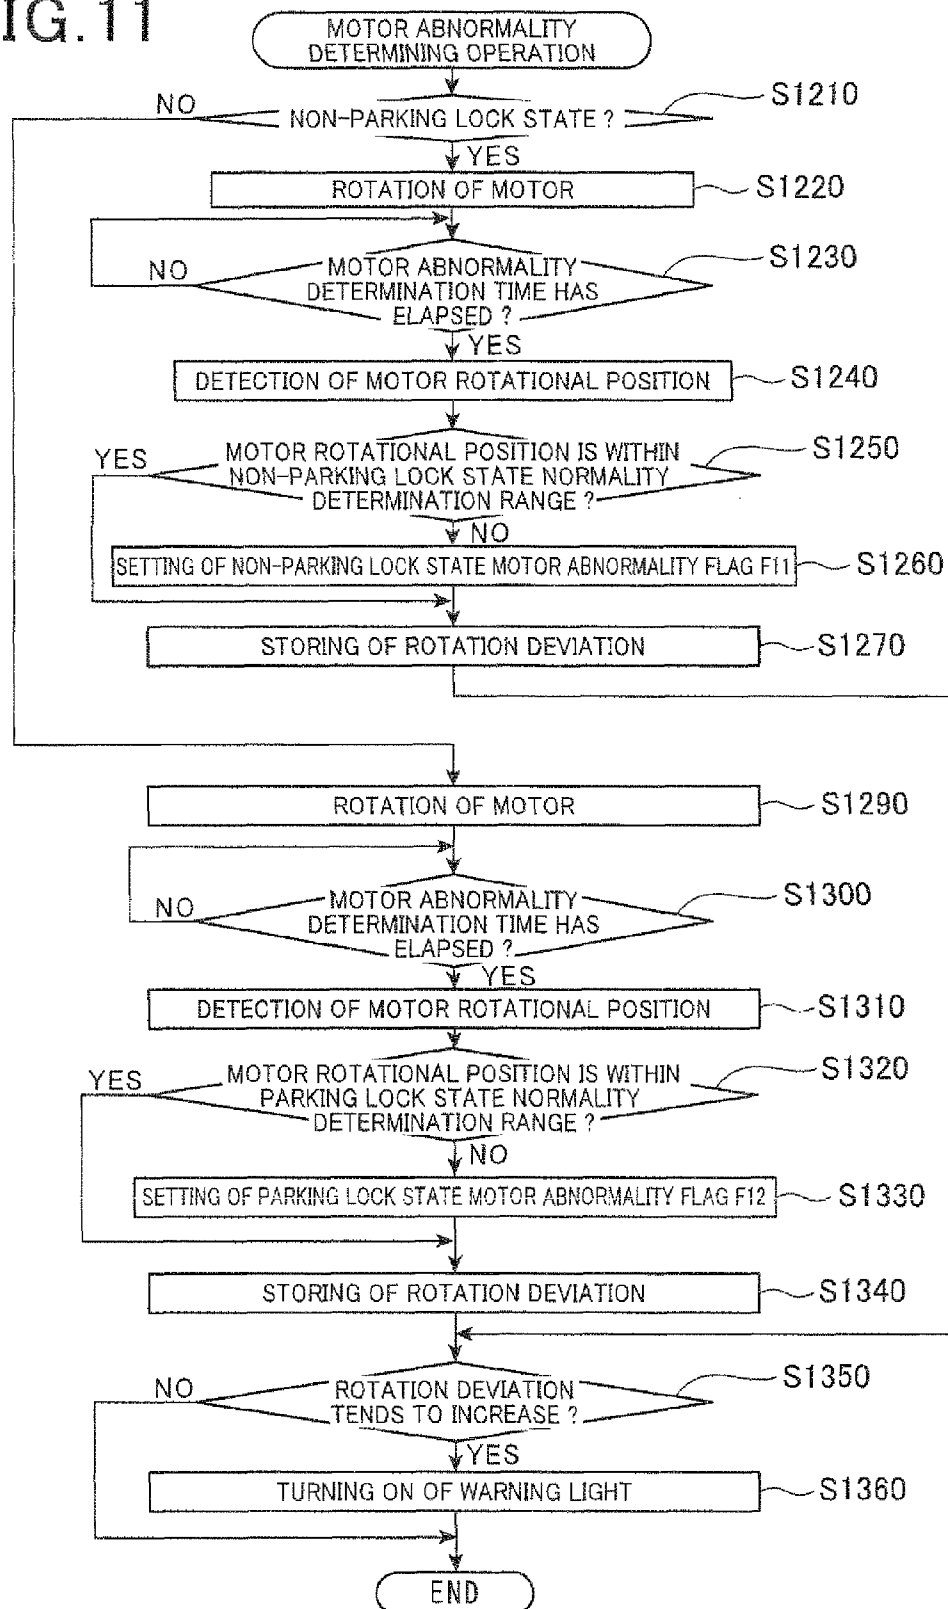 IG.11
MOTOR ABNORMALITY
DETERMINING OPERATION
NO
NON-PARKING LOCK STATE ?
S1210
YES
ROTATION OF MOTOR
S1220
NO
MOTOR ABNORMALITY
DETERMINATION TIME HAS
ELAPSED ?
S1230
YES
DETECTION OF MOTOR ROTATIONAL POSITION
S1240
YES
MOTOR ROTATIONAL POSITION IS WITHIN
NON-PARKING LOCK STATE NORMALITY
DETERMINATION RANGE ?
S1250
NO
SETTING OF NON-PARKING LOCK STATE MOTOR ABNORMALITY FLAG F11
S1260
STORING OF ROTATION DEVIATION
S1270
ROTATION OF MOTOR
S1290
NO
MOTOR ABNORMALITY
DETERMINATION TIME HAS
ELAPSED ?
S1300
YES
DETECTION OF MOTOR ROTATIONAL POSITION
S1310
YES
MOTOR ROTATIONAL POSITION IS WITHIN
PARKING LOCK STATE NORMALITY
DETERMINATION RANGE ?
S1320
NO
SETTING OF PARKING LOCK STATE MOTOR ABNORMALITY FLAG F12
S1330
STORING OF ROTATION DEVIATION
S1340
NO
ROTATION DEVIATION
TENDS TO INCREASE ?
S1350
YES
TURNING ON OF WARNING LIGHT
S1360
END